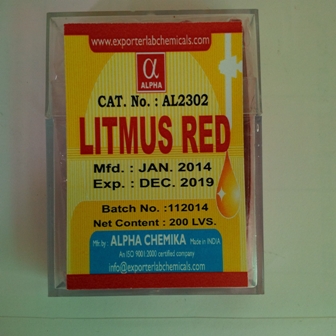 www.exporterlabchemicals.com
α
ALPHA
CAT. No. : AL2302
LITMUS RED
Mfd. : JAN. 2014
Exp. : DEC. 2019
Batch No. :112014
Net Content : 200 LVS.
Mfn by : ALPHA CHEMIKA Made in INDIA
An ISO 9001:2000 certified company
info@exporterlabchemicals.com